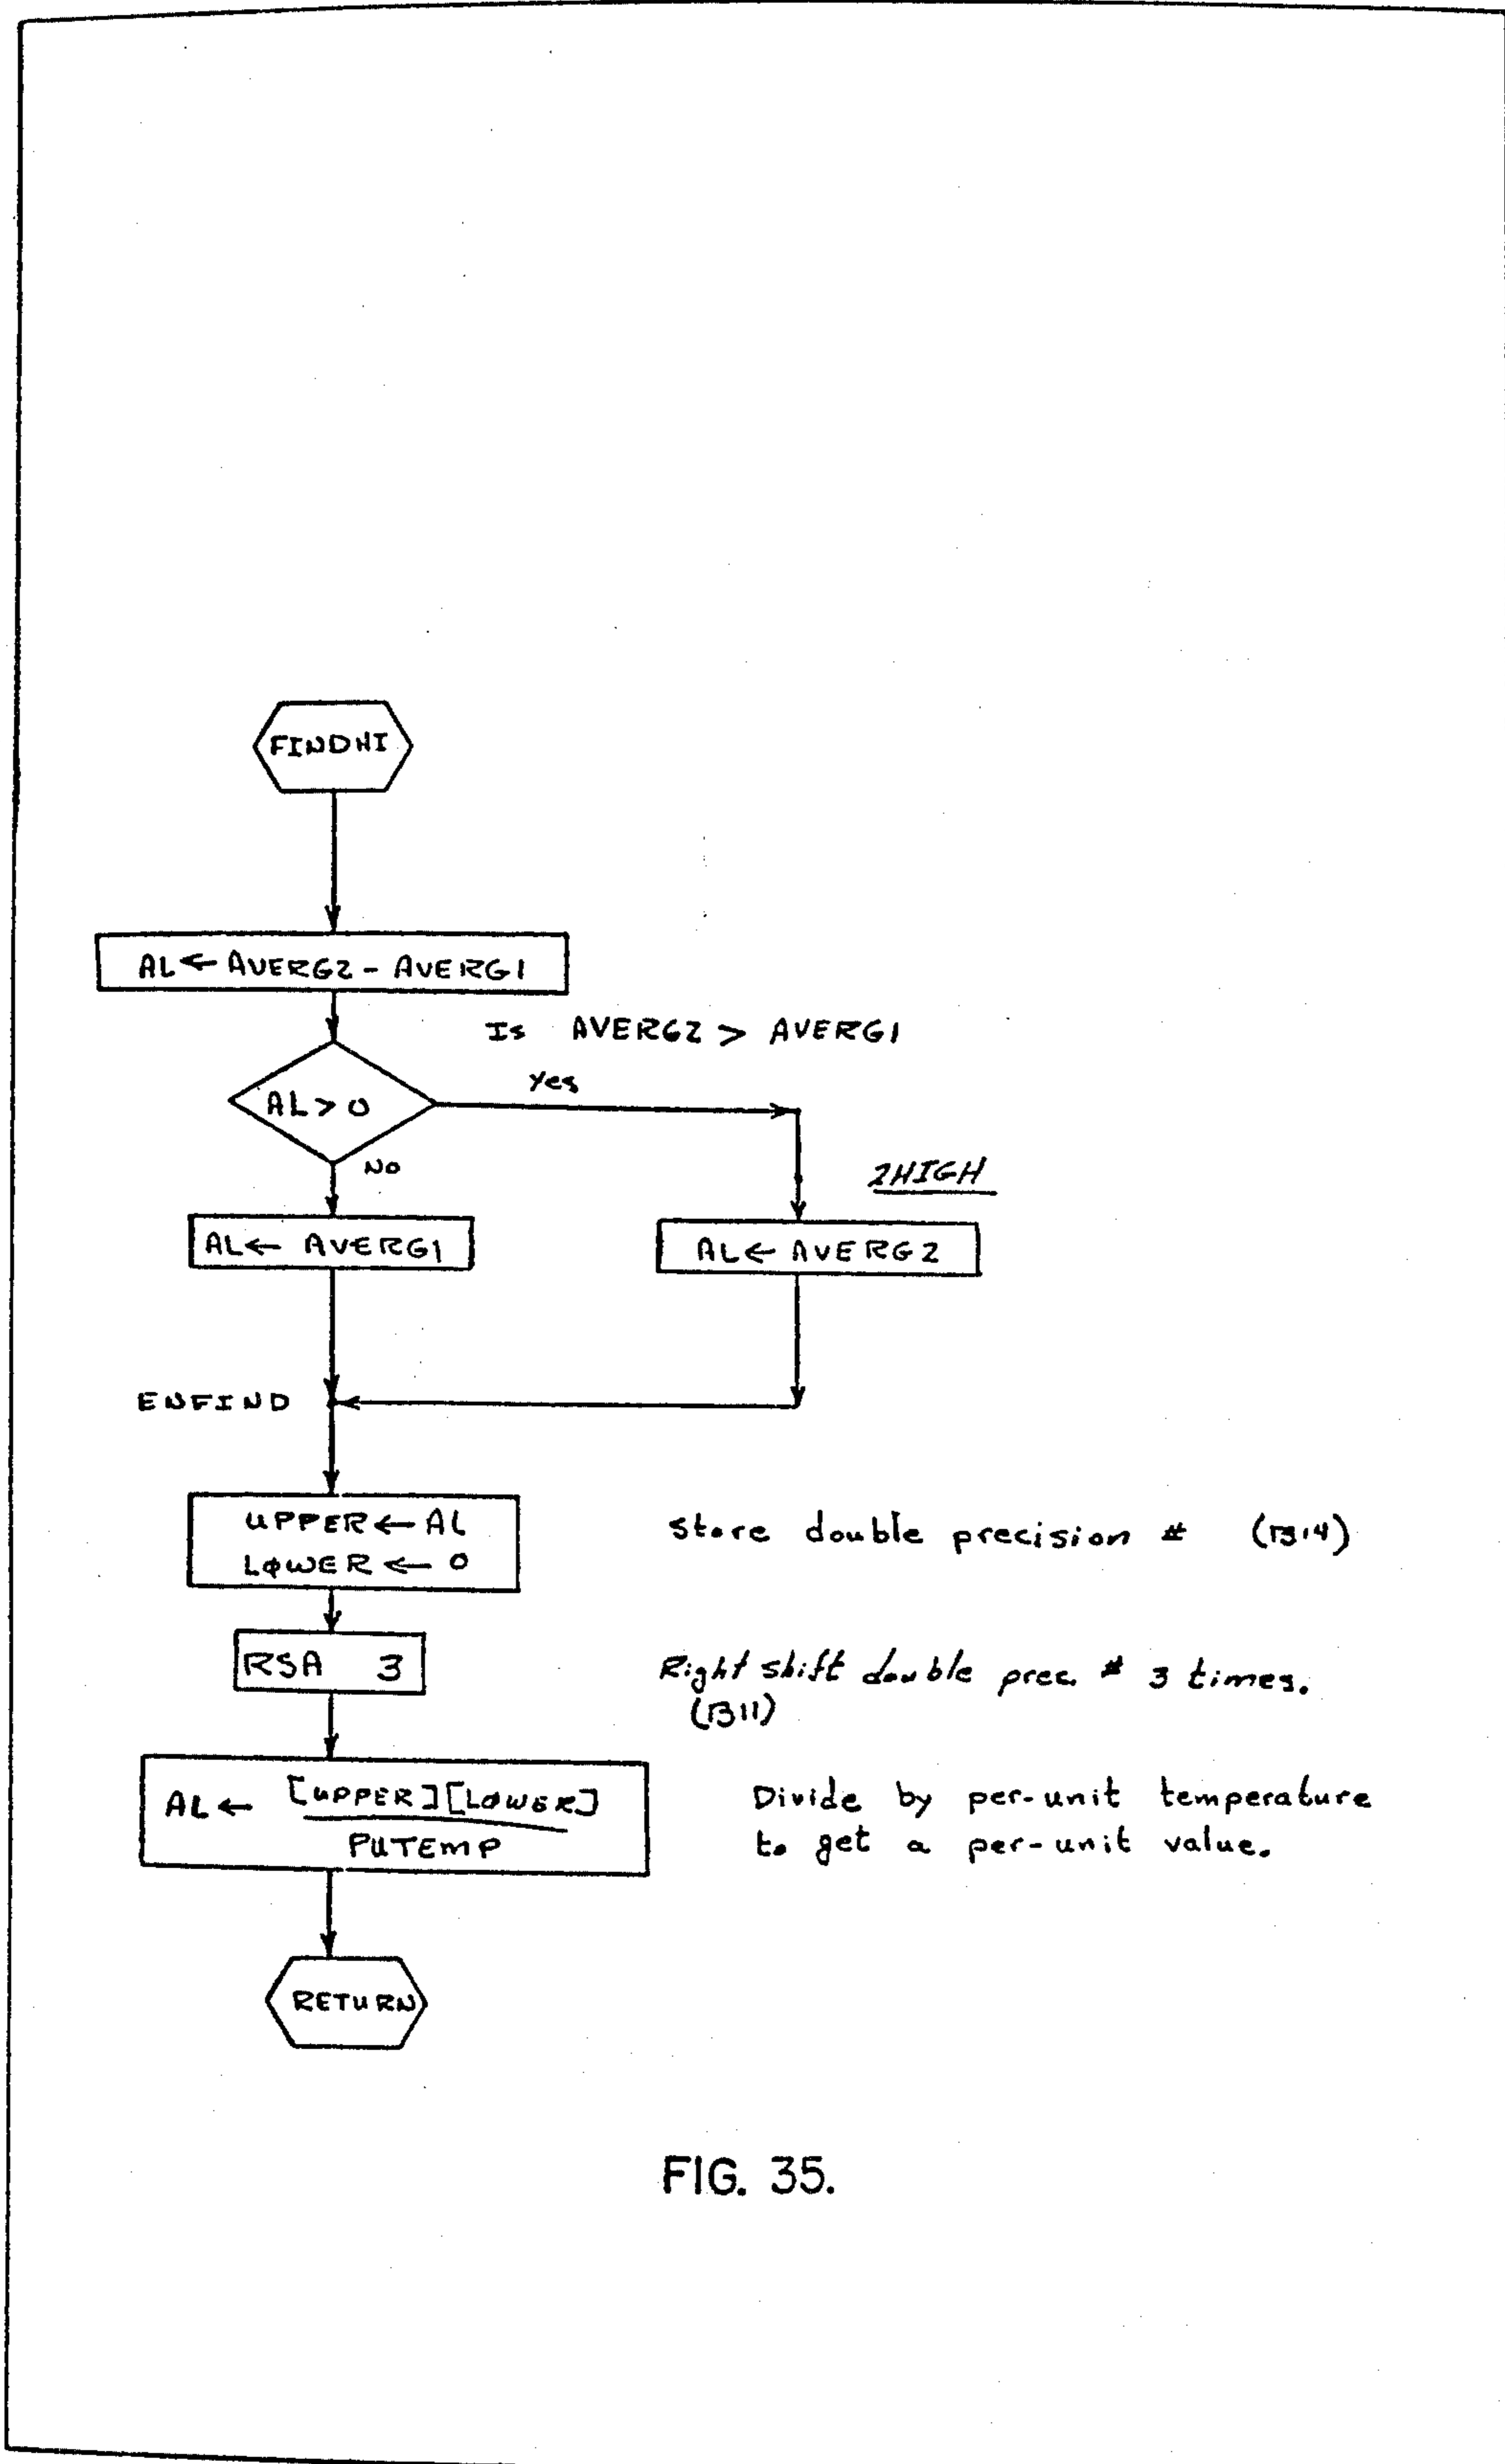 FINDHI
AL ← AVERG2 - AVERG1
Is AVERG2 > AVERG1
AL > 0
Yes
NO
2HIGH
AL ← AVERG1
AL ← AVERG2
ENFIND
UPPER ← AL
LØWER ← 0
Store double precision # (B14)
RSA 3
Right shift double prec. # 3 times.
(B11)
AL ← [UPPER][LØWER]
PUTEMP
Divide by per-unit temperature
to get a per-unit value.
RETURN
FIG. 35.